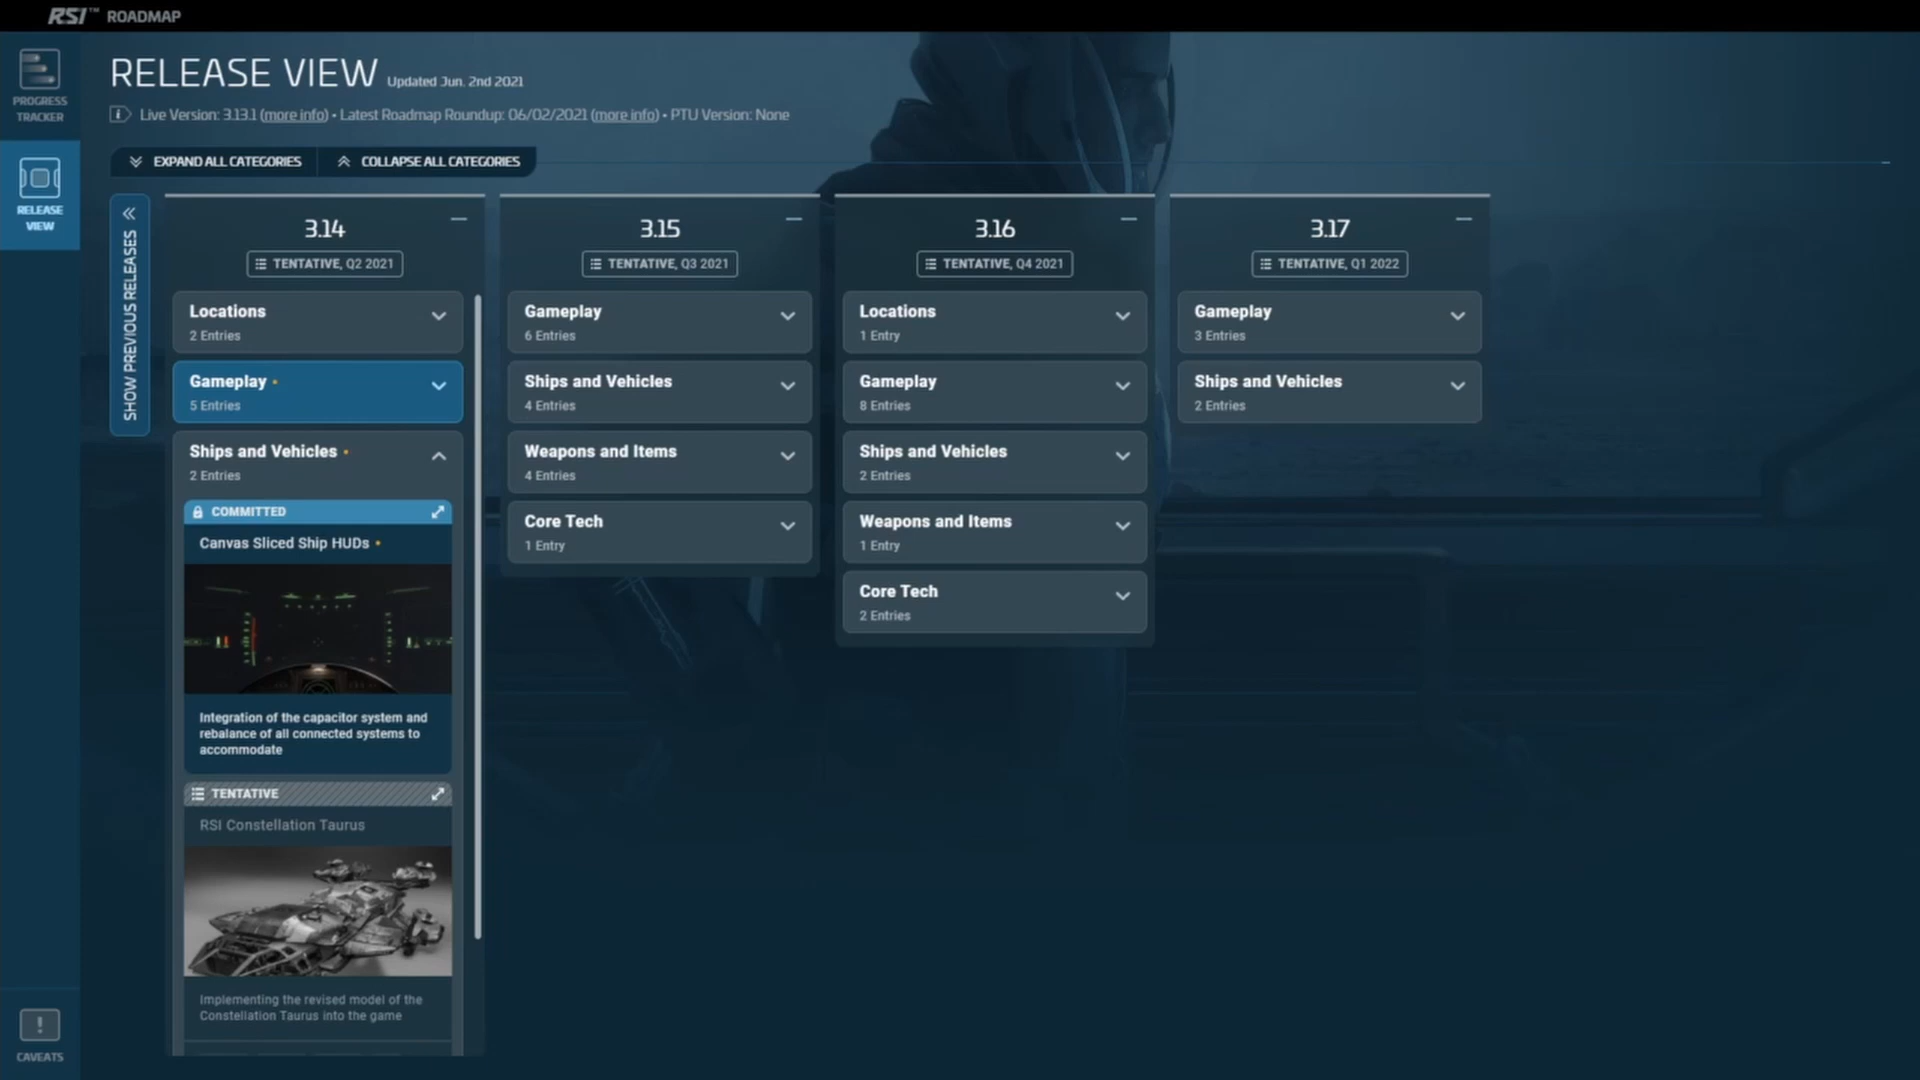 RSI™ ROADMAP
PROGRESS
TRACKER
RELEASE
VIEW
CAVEATS
RELEASE VIEW Updated Jun. 2nd 2021
Live Version: 3.13.1 (more info) • Latest Roadmap Roundup: 06/02/2021 (more info) • PTU Version: None
EXPAND ALL CATEGORIES
COLLAPSE ALL CATEGORIES
SHOW PREVIOUS RELEASES
3.14
TENTATIVE, Q2 2021
Locations
2 Entries
Gameplay •
5 Entries
Ships and Vehicles •
2 Entries
COMMITTED
Canvas Sliced Ship HUDs •
Integration of the capacitor system and
rebalance of all connected systems to
accommodate
TENTATIVE
RSI Constellation Taurus
Implementing the revised model of the
Constellation Taurus into the game
3.15
TENTATIVE, Q3 2021
Gameplay
6 Entries
Ships and Vehicles
4 Entries
Weapons and Items
4 Entries
Core Tech
1 Entry
3.16
TENTATIVE, Q4 2021
Locations
1 Entry
Gameplay
8 Entries
Ships and Vehicles
2 Entries
Weapons and Items
1 Entry
Core Tech
2 Entries
3.17
TENTATIVE, Q1 2022
Gameplay
3 Entries
Ships and Vehicles
2 Entries